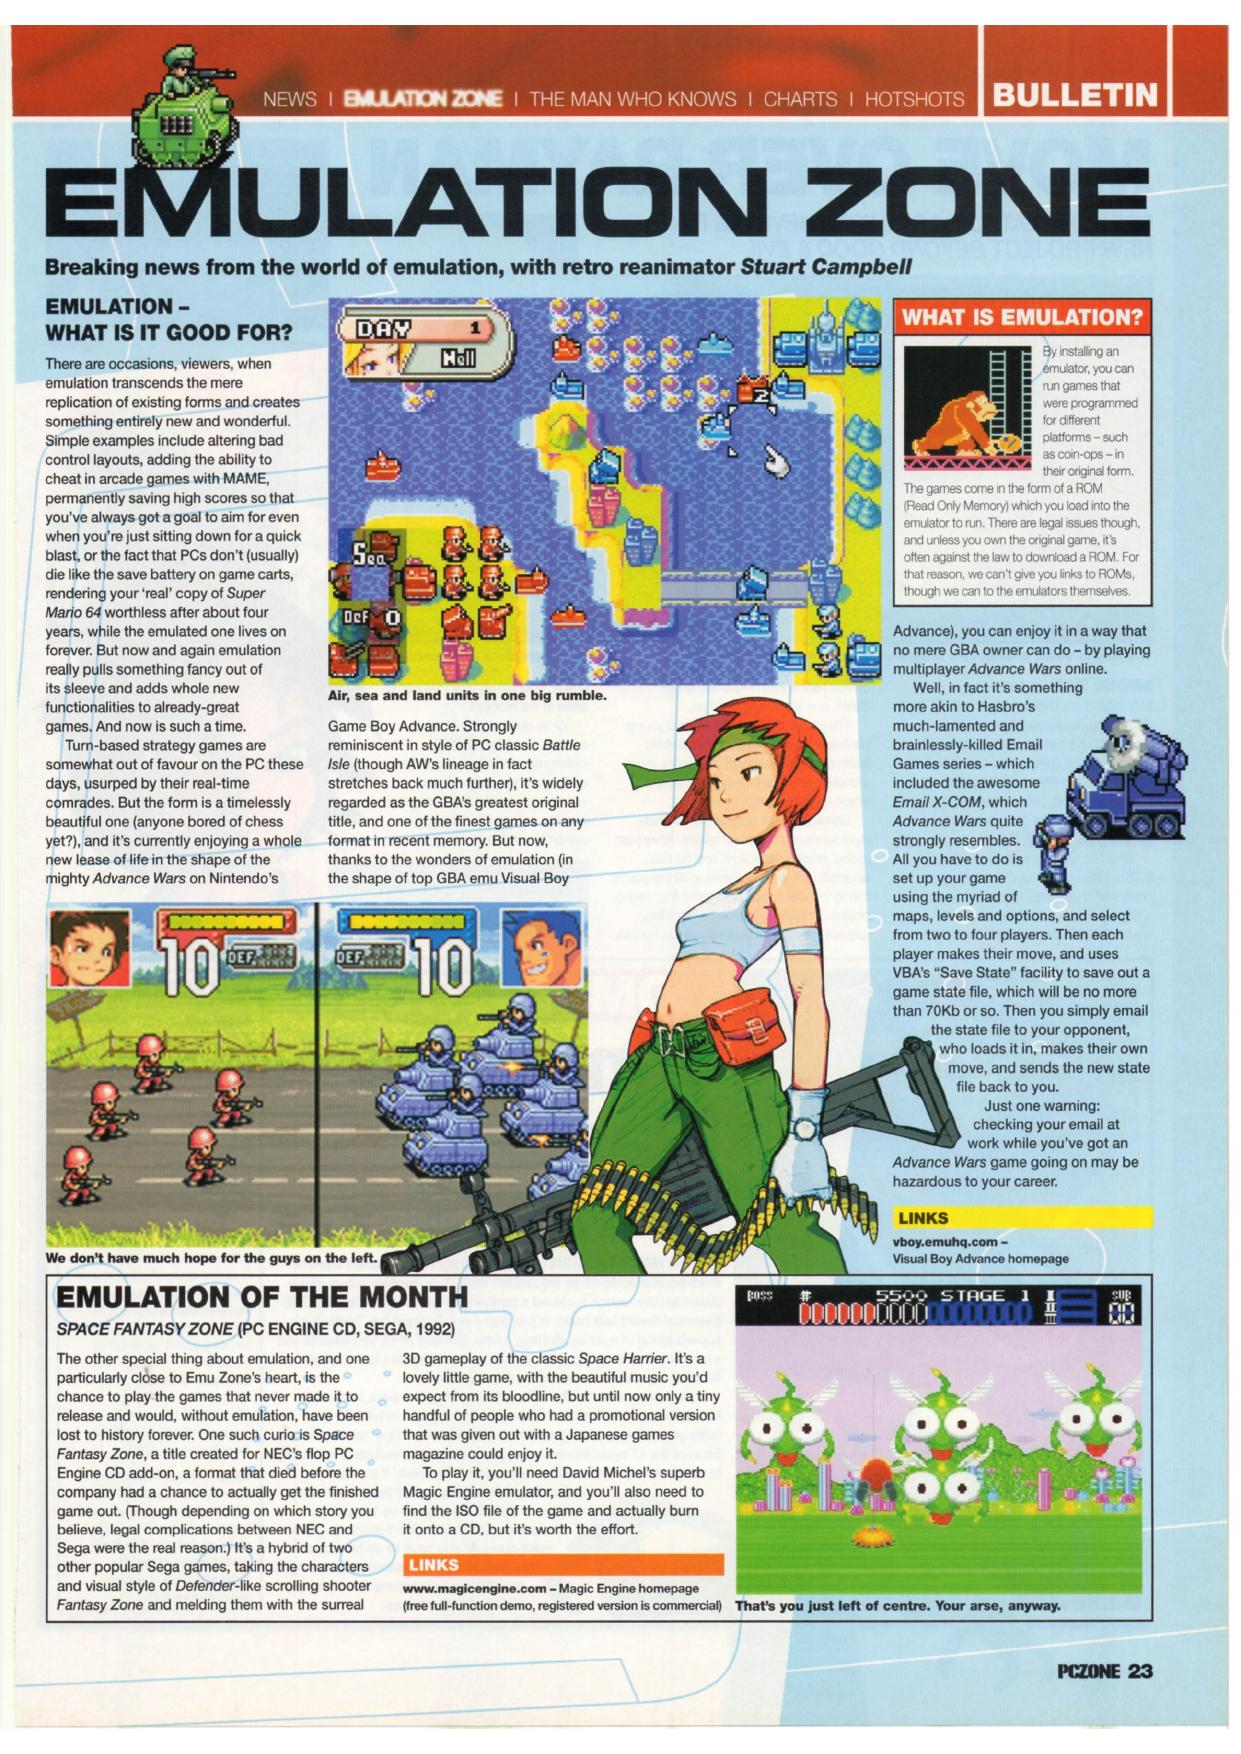 NEWS | EMULATION ZONE | THE MAN WHO KNOWS | CHARTS | HOTSHOTS
BULLETIN
EMULATION ZONE
Breaking news from the world of emulation, with retro reanimator Stuart Campbell
EMULATION –
WHAT IS IT GOOD FOR?
There are occasions, viewers, when
emulation transcends the mere
replication of existing forms and creates
something entirely new and wonderful.
Simple examples include altering bad
control layouts, adding the ability to
cheat in arcade games with MAME,
permanently saving high scores so that
you've always got a goal to aim for even
when you're just sitting down for a quick
blast, or the fact that PCs don't (usually)
die like the save battery on game carts,
rendering your 'real' copy of Super
Mario 64 worthless after about four
years, while the emulated one lives on
forever. But now and again emulation
really pulls something fancy out of
its sleeve and adds whole new
functionalities to already-great
games. And now is such a time.
Turn-based strategy games are
somewhat out of favour on the PC these
days, usurped by their real-time
comrades. But the form is a timelessly
beautiful one (anyone bored of chess
yet?), and it's currently enjoying a whole
new lease of life in the shape of the
mighty Advance Wars on Nintendo's
DAY 1
Nell
2
Sea
DEF 0
Air, sea and land units in one big rumble.
Game Boy Advance. Strongly
reminiscent in style of PC classic Battle
Isle (though AW's lineage in fact
stretches back much further), it's widely
regarded as the GBA's greatest original
title, and one of the finest games on any
format in recent memory. But now,
thanks to the wonders of emulation (in
the shape of top GBA emu Visual Boy
WHAT IS EMULATION?
By installing an
emulator, you can
run games that
were programmed
for different
platforms – such
as coin-ops – in
their original form.
The games come in the form of a ROM
(Read Only Memory) which you load into the
emulator to run. There are legal issues though,
and unless you own the original game, it's
often against the law to download a ROM. For
that reason, we can't give you links to ROMs,
though we can to the emulators themselves.
Advance), you can enjoy it in a way that
no mere GBA owner can do – by playing
multiplayer Advance Wars online.
Well, in fact it's something
more akin to Hasbro's
much-lamented and
brainlessly-killed Email
Games series – which
included the awesome
Email X-COM, which
Advance Wars quite
strongly resembles.
All you have to do is
set up your game
using the myriad of
maps, levels and options, and select
from two to four players. Then each
player makes their move, and uses
VBA's "Save State" facility to save out a
game state file, which will be no more
than 70Kb or so. Then you simply email
the state file to your opponent,
who loads it in, makes their own
move, and sends the new state
file back to you.
Just one warning:
checking your email at
work while you've got an
Advance Wars game going on may be
hazardous to your career.
LINKS
vboy.emuhq.com –
Visual Boy Advance homepage
10 DEF
DEF 10
We don't have much hope for the guys on the left.
EMULATION OF THE MONTH
SPACE FANTASY ZONE (PC ENGINE CD, SEGA, 1992)
The other special thing about emulation, and one
particularly close to Emu Zone's heart, is the
chance to play the games that never made it to
release and would, without emulation, have been
lost to history forever. One such curio is Space
Fantasy Zone, a title created for NEC's flop PC
Engine CD add-on, a format that died before the
company had a chance to actually get the finished
game out. (Though depending on which story you
believe, legal complications between NEC and
Sega were the real reason.) It's a hybrid of two
other popular Sega games, taking the characters
and visual style of Defender-like scrolling shooter
Fantasy Zone and melding them with the surreal
3D gameplay of the classic Space Harrier. It's a
lovely little game, with the beautiful music you'd
expect from its bloodline, but until now only a tiny
handful of people who had a promotional version
that was given out with a Japanese games
magazine could enjoy it.
To play it, you'll need David Michel's superb
Magic Engine emulator, and you'll also need to
find the ISO file of the game and actually burn
it onto a CD, but it's worth the effort.
LINKS
www.magicengine.com – Magic Engine homepage
(free full-function demo, registered version is commercial)
BOSS # 5500 STAGE 1 I II III SUB 00
That's you just left of centre. Your arse, anyway.
PCZONE 23